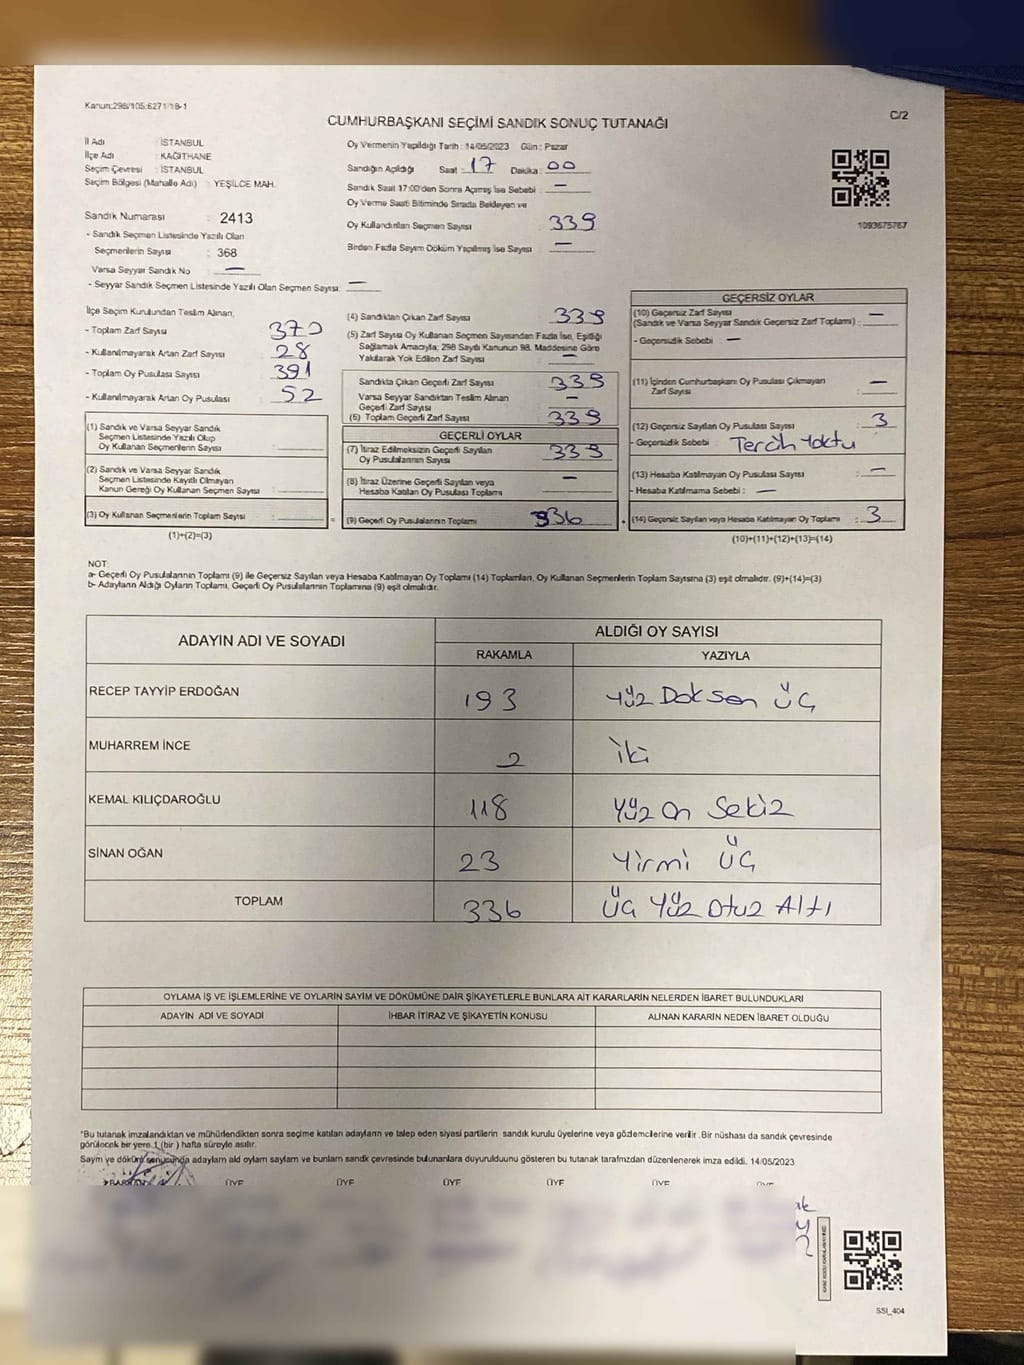 Kanun;298/105;6271/18-1
C/2
CUMHURBAŞKANI SEÇİMİ SANDIK SONUÇ TUTANAĞI
İl Adı : İSTANBUL
İlçe Adı : KAĞITHANE
Seçim Çevresi : İSTANBUL
Seçim Bölgesi (Mahalle Adı) : YEŞİLCE MAH.
Sandık Numarası : 2413
- Sandık Seçmen Listesinde Yazılı Olan
Seçmenlerin Sayısı : 368
Varsa Seyyar Sandık No : —
- Seyyar Sandık Seçmen Listesinde Yazılı Olan Seçmen Sayısı: —
Oy Vermenin Yapıldığı Tarih : 14/05/2023 Gün : Pazar
Sandığın Açıldığı Saat : 17 Dakika : 00
Sandık Saat 17:00'den Sonra Açılmış İse Sebebi : —
Oy Verme Saati Bitiminde Sırada Bekleyen ve
Oy Kullandırılan Seçmen Sayısı : 339
Birden Fazla Sayım Döküm Yapılmış İse Sayısı : —
1093675767
İlçe Seçim Kurulundan Teslim Alınan,
- Toplam Zarf Sayısı : 370
- Kullanılmayarak Artan Zarf Sayısı : 28
- Toplam Oy Pusulası Sayısı : 391
- Kullanılmayarak Artan Oy Pusulası : 52
(1) Sandık ve Varsa Seyyar Sandık
Seçmen Listesinde Yazılı Olup
Oy Kullanan Seçmenlerin Sayısı :
(2) Sandık ve Varsa Seyyar Sandık
Seçmen Listesinde Kayıtlı Olmayan
Kanun Gereği Oy Kullanan Seçmen Sayısı :
(3) Oy Kullanan Seçmenlerin Toplam Sayısı :
(1)+(2)=(3)
(4) Sandıktan Çıkan Zarf Sayısı : 339
(5) Zarf Sayısı Oy Kullanan Seçmen Sayısından Fazla İse, Eşitliği
Sağlamak Amacıyla; 298 Sayılı Kanunun 98. Maddesine Göre
Yakılarak Yok Edilen Zarf Sayısı : —
Sandıkta Çıkan Geçerli Zarf Sayısı : 339
Varsa Seyyar Sandıktan Teslim Alınan
Geçerli Zarf Sayısı : —
(6) Toplam Geçerli Zarf Sayısı : 339
GEÇERLİ OYLAR
(7) İtiraz Edilmeksizin Geçerli Sayılan
Oy Pusulalarının Sayısı : 339
(8) İtiraz Üzerine Geçerli Sayılan veya
Hesaba Katılan Oy Pusulası Toplamı : —
= (9) Geçerli Oy Pusulalarının Toplamı 336 +
GEÇERSİZ OYLAR
(10) Geçersiz Zarf Sayısı
(Sandık ve Varsa Seyyar Sandık Geçersiz Zarf Toplamı) : —
- Geçersizlik Sebebi : —
(11) İçinden Cumhurbaşkanı Oy Pusulası Çıkmayan
Zarf Sayısı : —
(12) Geçersiz Sayılan Oy Pusulası Sayısı : 3
- Geçersizlik Sebebi : Tercih Yoktu
(13) Hesaba Katılmayan Oy Pusulası Sayısı : —
- Hesaba Katılmama Sebebi : —
(14) Geçersiz Sayılan veya Hesaba Katılmayan Oy Toplamı : 3
(10)+(11)+(12)+(13)=(14)
NOT:
a- Geçerli Oy Pusulalarının Toplamı (9) ile Geçersiz Sayılan veya Hesaba Katılmayan Oy Toplamı (14) Toplamları, Oy Kullanan Seçmenlerin Toplam Sayısına (3) eşit olmalıdır. (9)+(14)=(3)
b- Adayların Aldığı Oyların Toplamı, Geçerli Oy Pusulalarının Toplamına (9) eşit olmalıdır.
ADAYIN ADI VE SOYADI
ALDIĞI OY SAYISI
RAKAMLA YAZIYLA
RECEP TAYYİP ERDOĞAN 193 Yüz Doksan Üç
MUHARREM İNCE 2 İki
KEMAL KILIÇDAROĞLU 118 Yüz On Sekiz
SİNAN OĞAN 23 Yirmi Üç
TOPLAM 336 Üç Yüz Otuz Altı
OYLAMA İŞ VE İŞLEMLERİNE VE OYLARIN SAYIM VE DÖKÜMÜNE DAİR ŞİKAYETLERLE BUNLARA AİT KARARLARIN NELERDEN İBARET BULUNDUKLARI
ADAYIN ADI VE SOYADI İHBAR İTİRAZ VE ŞİKAYETİN KONUSU ALINAN KARARIN NEDEN İBARET OLDUĞU
*Bu tutanak imzalandıktan ve mühürlendikten sonra seçime katılan adayların ve talep eden siyasi partilerin sandık kurulu üyelerine veya gözlemcilerine verilir .Bir nüshası da sandık çevresinde
görülecek bir yere 1 (bir ) hafta süreyle asılır.
Sayım ve döküm sonucunda adayların aldı oyların sayıların ve bunların sandık çevresinde bulunanlara duyurulduunu gösteren bu tutanak tarafımzdan düzenlenerek imza edildi. 14/05/2023
ÜYE ÜYE ÜYE ÜYE ÜYE
SSI_404